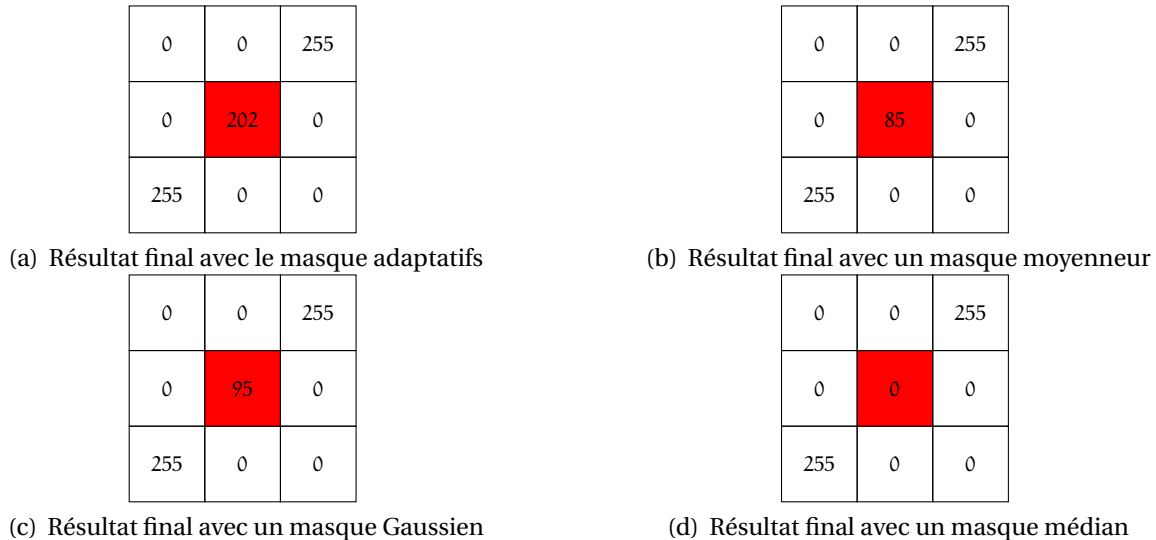 0 0 255
0 202 0
255 0 0
(a) Résultat final avec le masque adaptatifs
0 0 255
0 85 0
255 0 0
(b) Résultat final avec un masque moyenneur
0 0 255
0 95 0
255 0 0
(c) Résultat final avec un masque Gaussien
0 0 255
0 0 0
255 0 0
(d) Résultat final avec un masque médian